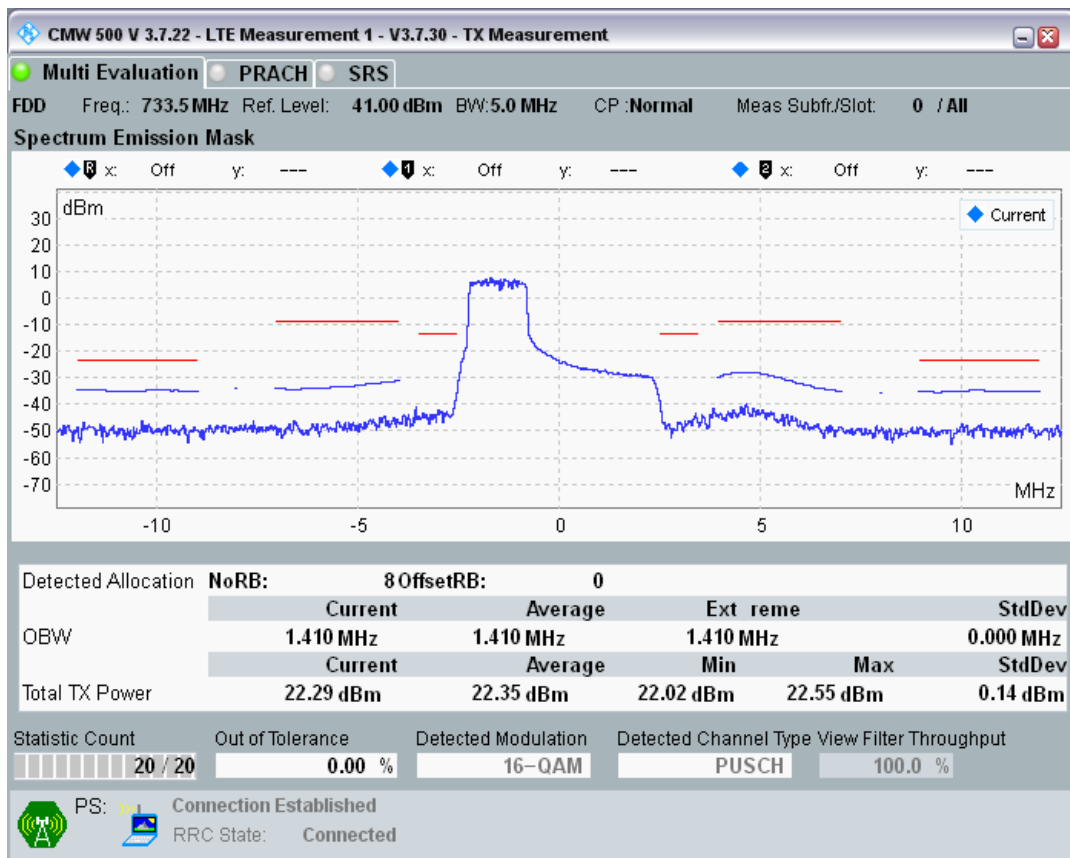 CMW 500 V 3.7.22 - LTE Measurement 1 - V3.7.30 - TX Measurement
Multi Evaluation PRACH SRS
FDD Freq.: 733.5 MHz Ref. Level: 41.00 dBm BW:5.0 MHz CP :Normal Meas Subfr./Slot: 0 / All
Spectrum Emission Mask
R x: Off y: --- 1 x: Off y: --- 2 x: Off y: ---
dBm
Current
30
20
10
0
-10
-20
-30
-40
-50
-60
-70
MHz
-10 -5 0 5 10
Detected Allocation NoRB: 8 OffsetRB: 0
Current Average Ext reme StdDev
OBW 1.410 MHz 1.410 MHz 1.410 MHz 0.000 MHz
Current Average Min Max StdDev
Total TX Power 22.29 dBm 22.35 dBm 22.02 dBm 22.55 dBm 0.14 dBm
Statistic Count Out of Tolerance Detected Modulation Detected Channel Type View Filter Throughput
20 / 20 0.00 % 16-QAM PUSCH 100.0 %
PS: Connection Established
RRC State: Connected